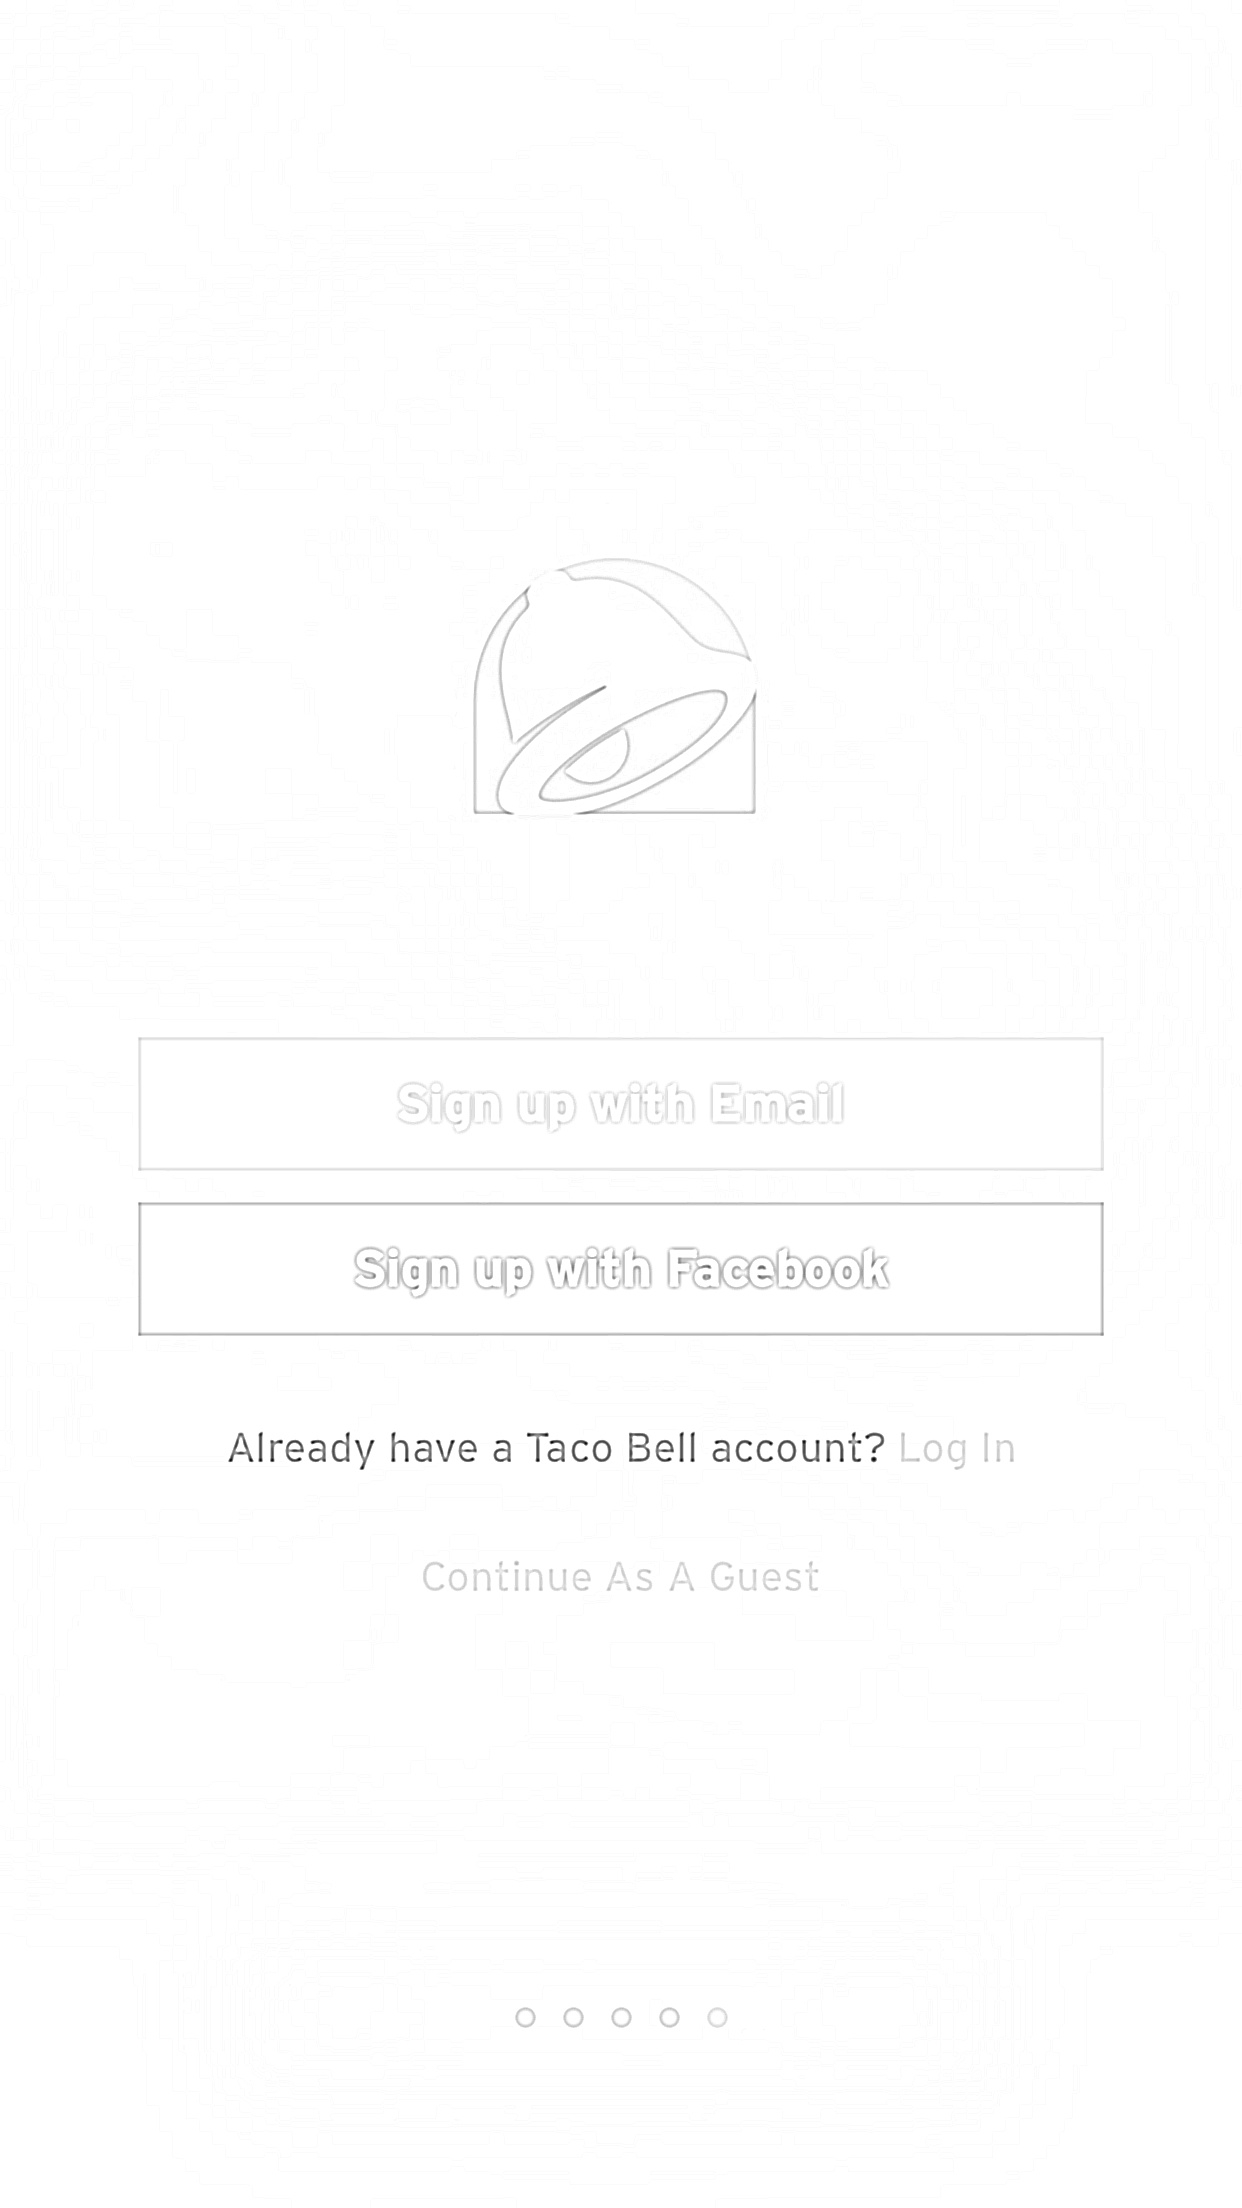 Sign up with Email
Sign up with Facebook
Already have a Taco Bell account? Log In
Continue As A Guest